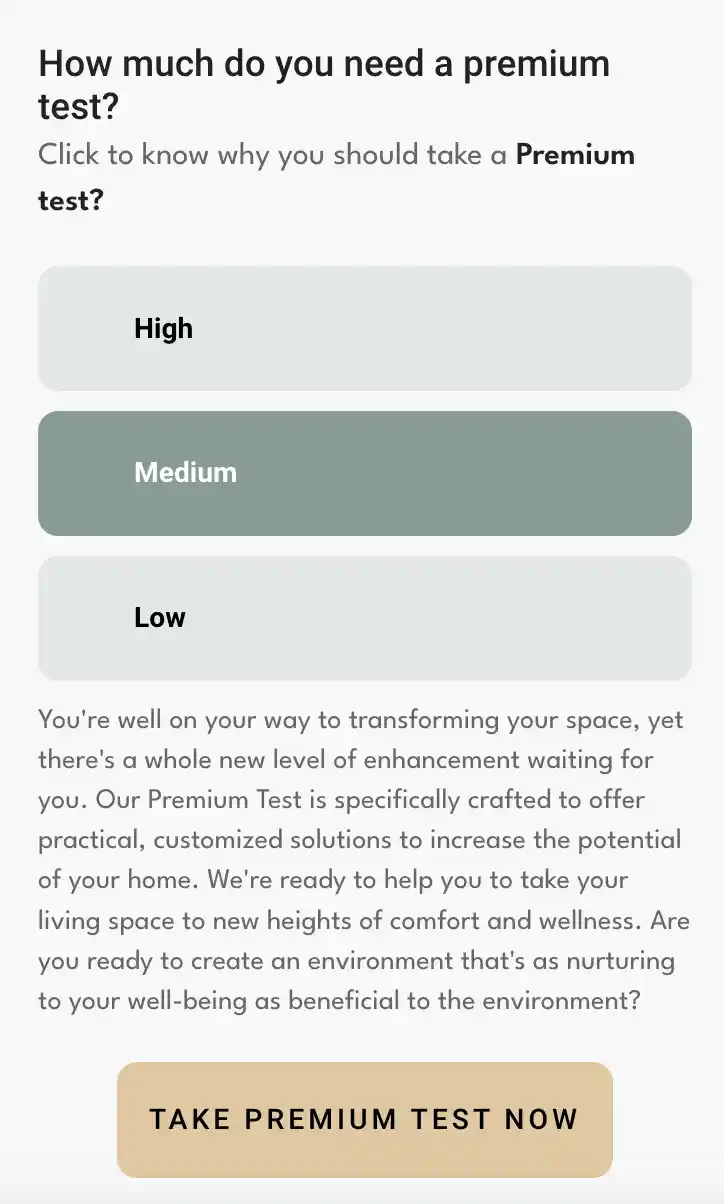 How much do you need a premium
test?
Click to know why you should take a Premium
test?
High
Medium
Low
You're well on your way to transforming your space, yet
there's a whole new level of enhancement waiting for
you. Our Premium Test is specifically crafted to offer
practical, customized solutions to increase the potential
of your home. We're ready to help you to take your
living space to new heights of comfort and wellness. Are
you ready to create an environment that's as nurturing
to your well-being as beneficial to the environment?
TAKE PREMIUM TEST NOW